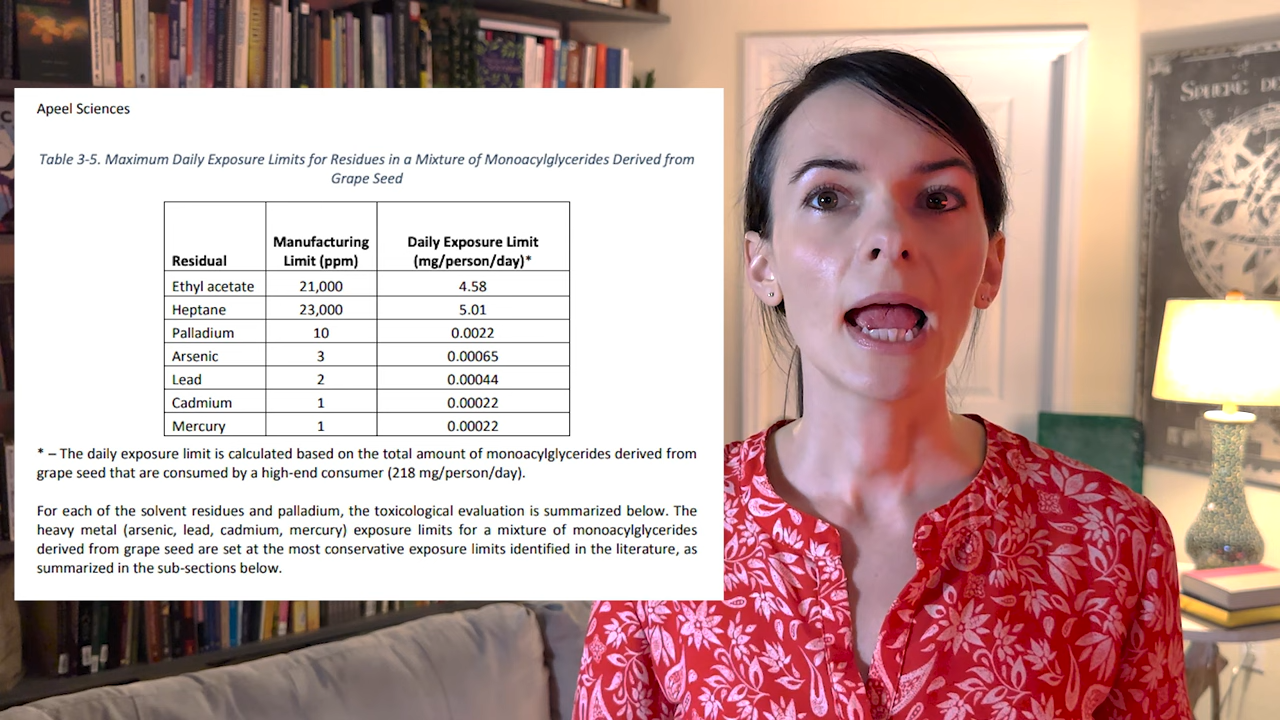 Apeel Sciences
Table 3-5. Maximum Daily Exposure Limits for Residues in a Mixture of Monoacylglycerides Derived from
Grape Seed
Residual Manufacturing Limit (ppm) Daily Exposure Limit (mg/person/day)*
Ethyl acetate 21,000 4.58
Heptane 23,000 5.01
Palladium 10 0.0022
Arsenic 3 0.00065
Lead 2 0.00044
Cadmium 1 0.00022
Mercury 1 0.00022
* – The daily exposure limit is calculated based on the total amount of monoacylglycerides derived from
grape seed that are consumed by a high-end consumer (218 mg/person/day).
For each of the solvent residues and palladium, the toxicological evaluation is summarized below. The
heavy metal (arsenic, lead, cadmium, mercury) exposure limits for a mixture of monoacylglycerides
derived from grape seed are set at the most conservative exposure limits identified in the literature, as
summarized in the sub-sections below.
SPHERE